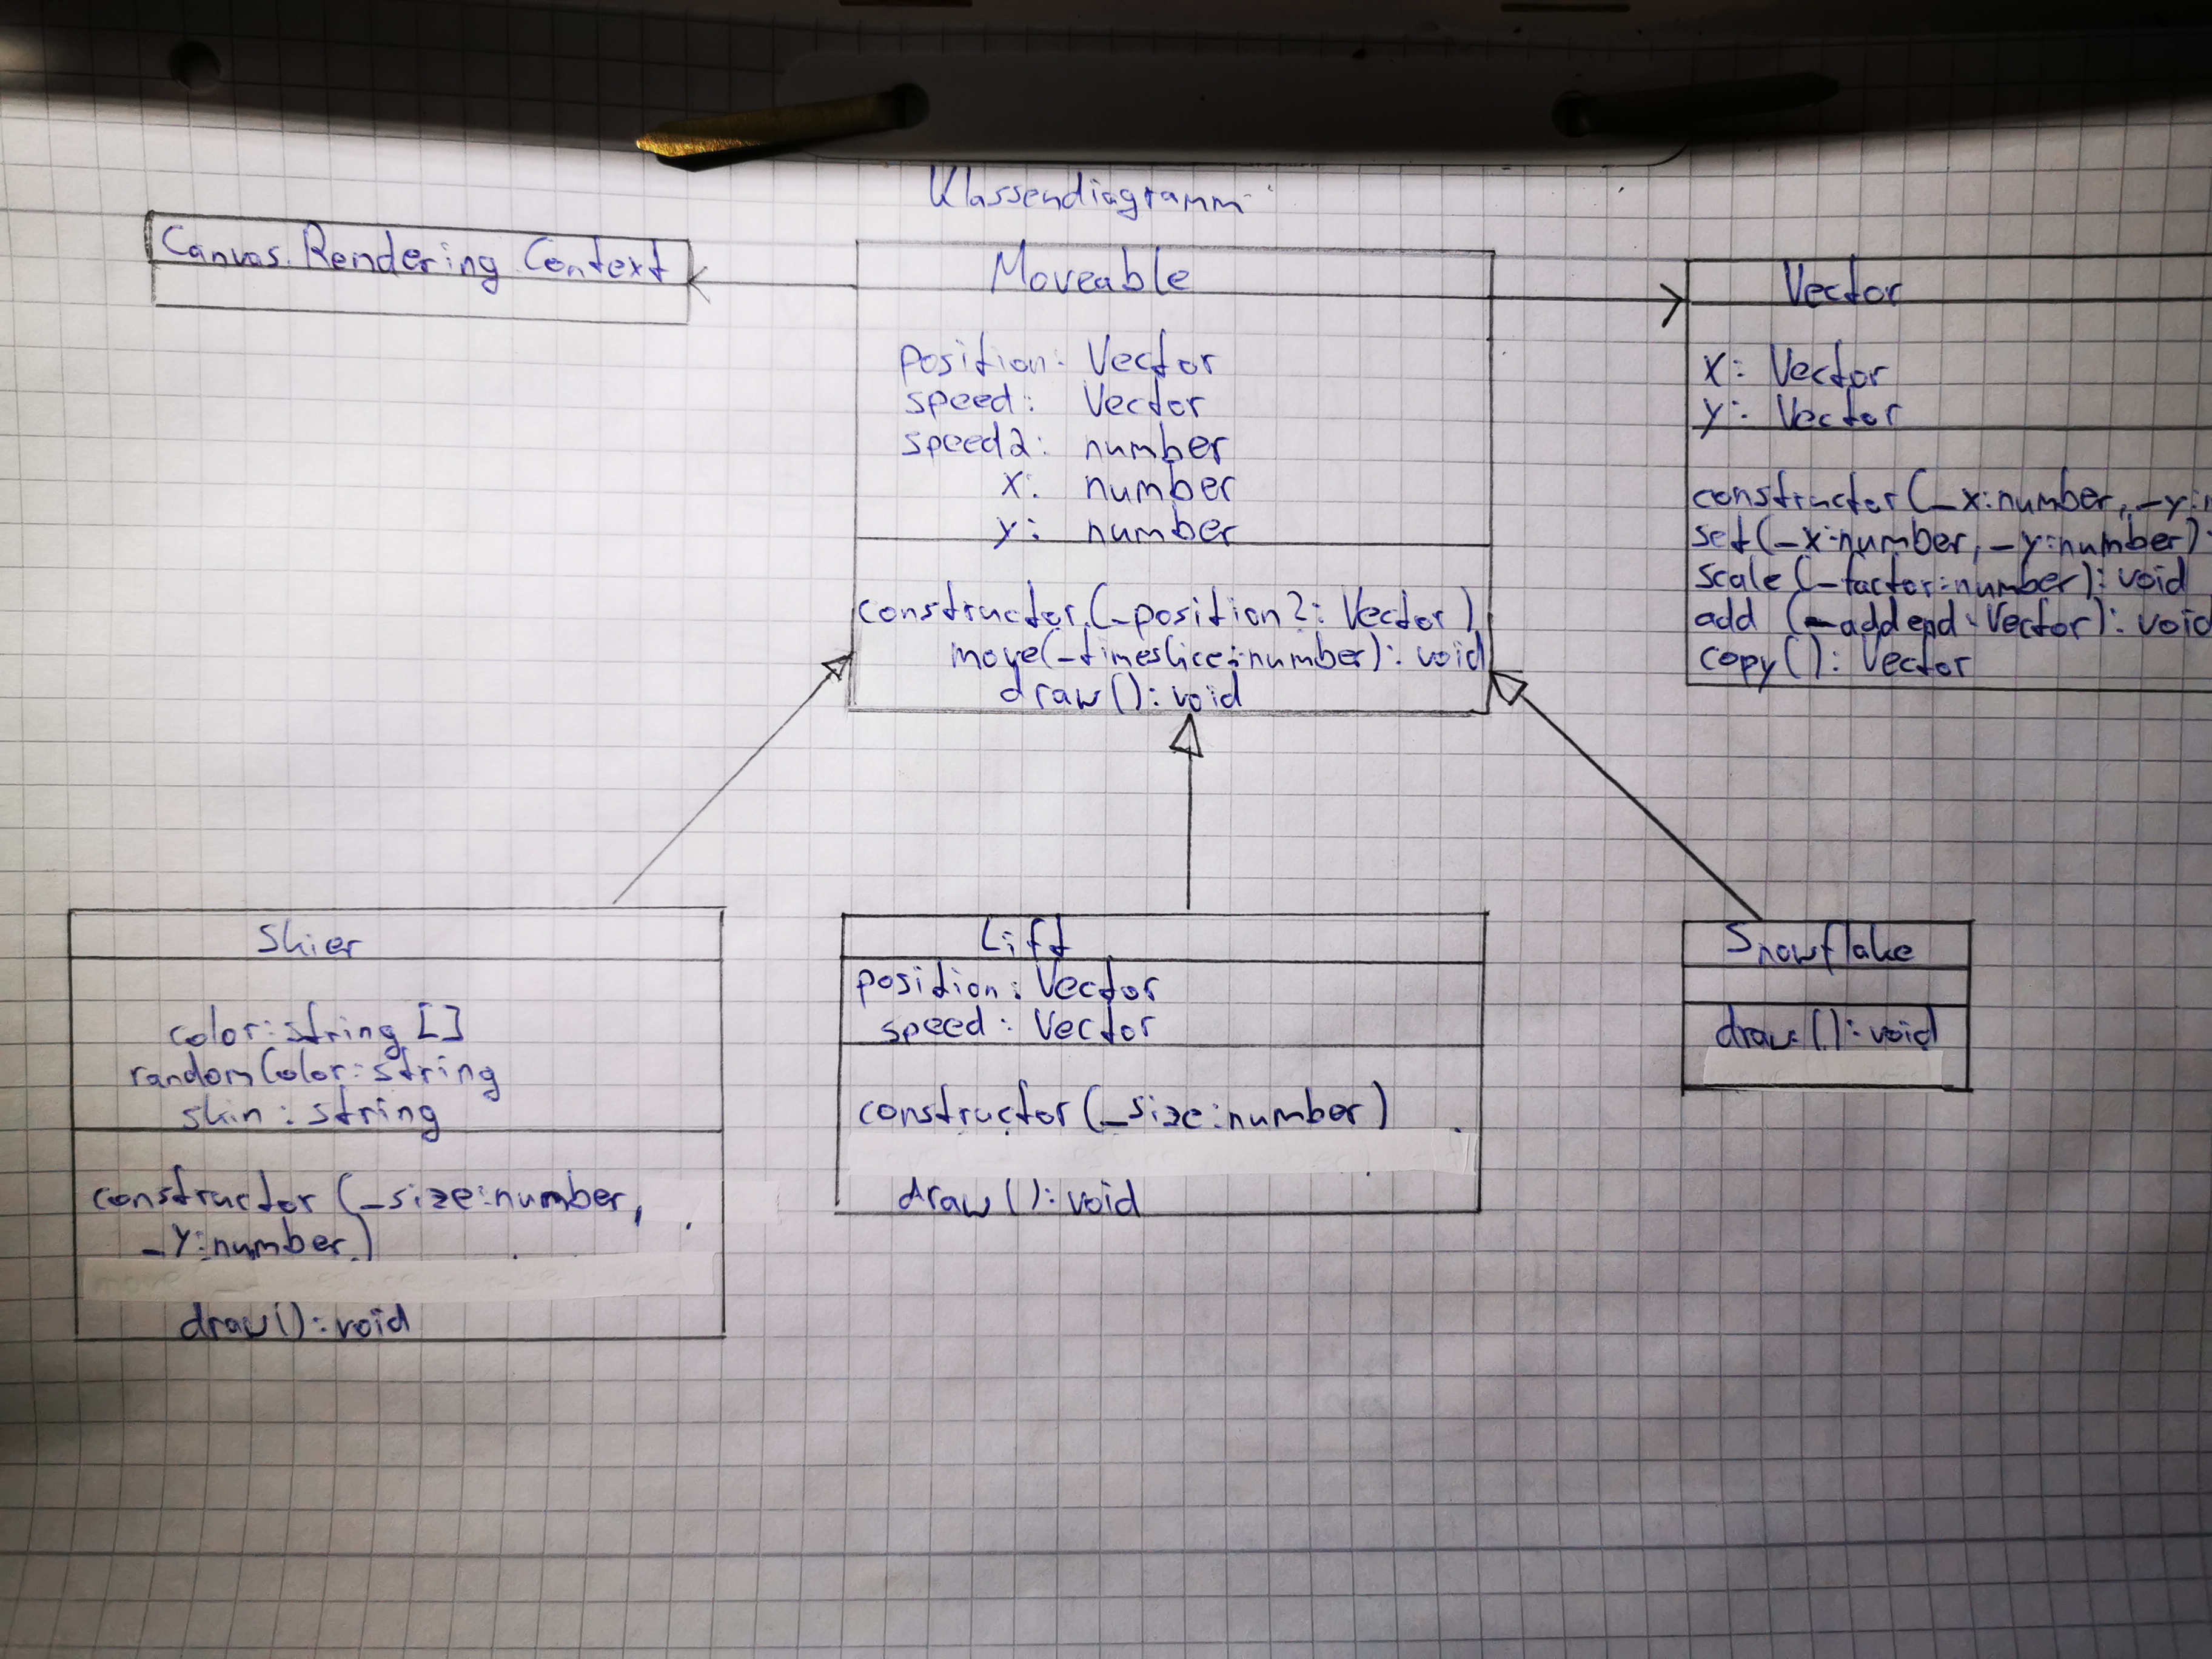 Klassendiagramm
Canvas Rendering Context
Moveable
position: Vector
speed: Vector
speed2: number
x: number
y: number
constructor(_position?: Vector)
move(_timeslice:number): void
draw(): void
Vector
x: Vector
y: Vector
constructor(_x:number, _y:
set(_x:number, _y:number):
scale(_factor:number): void
add (_addend:Vector): void
copy(): Vector
Skier
color:string []
randomColor:string
skin:string
constructor (_size:number,
_Y:number)
draw():void
Lift
position: Vector
speed: Vector
constructor(_size:number)
draw():void
Snowflake
draw():void